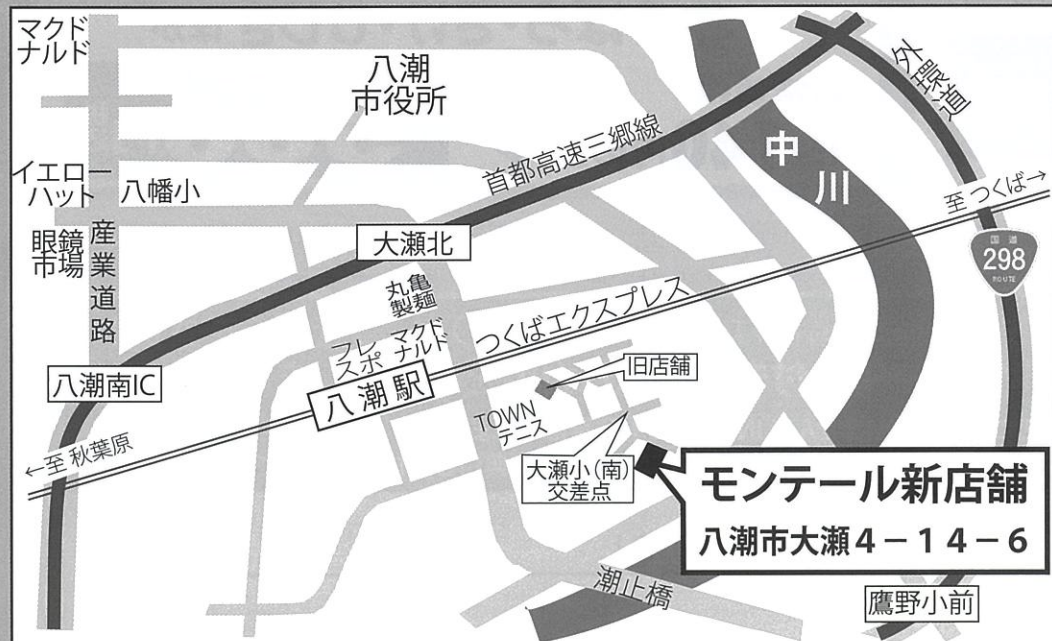 マクド
ナルド
八潮
市役所
外環道
首都高速三郷線
中川
イエロー
ハット
八幡小
至 つくば→
眼鏡
市場
産業道路
大瀬北
国道
298
ROUTE
丸亀
製麺
マクド
ナルド
フレ
スポ
つくばエクスプレス
旧店舗
八潮南IC
八潮駅
TOWN
テニス
←至 秋葉原
大瀬小(南)
交差点
モンテール新店舗
八潮市大瀬4－14－6
潮止橋
鷹野小前